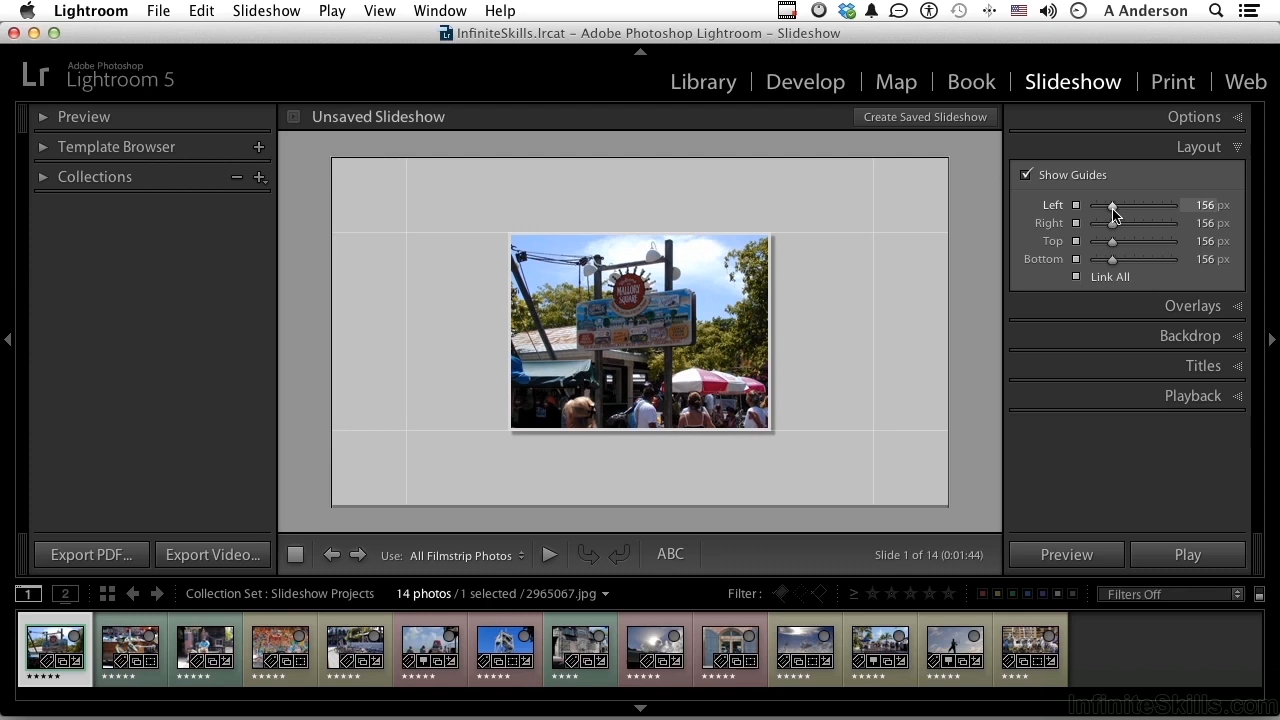 Lightroom File Edit Slideshow Play View Window Help A Anderson
InfiniteSkills.lrcat – Adobe Photoshop Lightroom – Slideshow
Lr Adobe Photoshop
Lightroom 5
Library Develop Map Book Slideshow Print Web
Preview
Template Browser
Collections
Unsaved Slideshow Create Saved Slideshow
MALLORY
SQUARE
Options
Layout
Show Guides
Left 156 px
Right 156 px
Top 156 px
Bottom 156 px
Link All
Overlays
Backdrop
Titles
Playback
Export PDF... Export Video...
Use: All Filmstrip Photos ABC Slide 1 of 14 (0:01:44)
Preview Play
1 2 Collection Set : Slideshow Projects 14 photos / 1 selected / 2965067.jpg Filter : Filters Off
InfiniteSkills.com